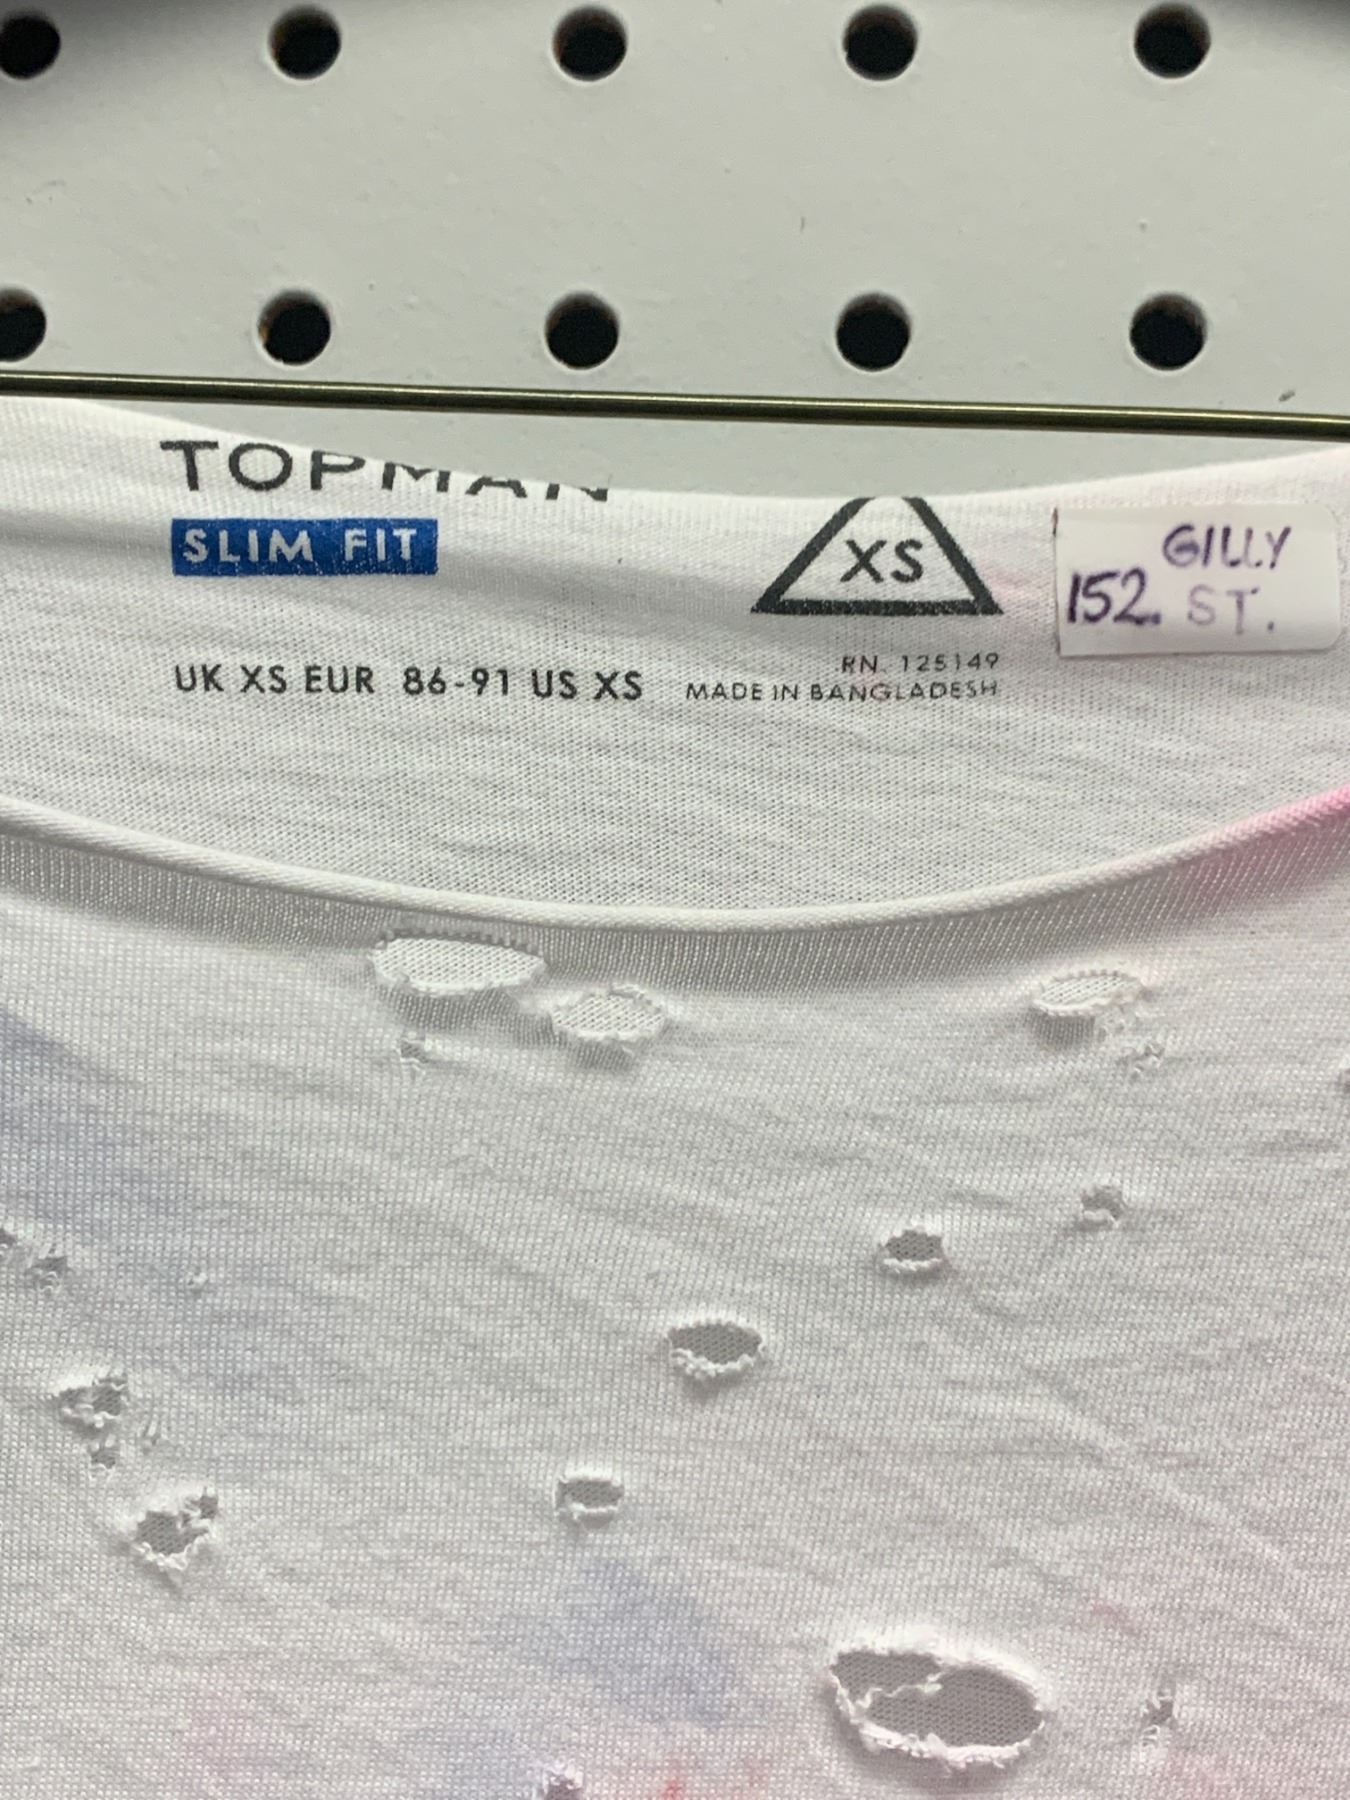 TOPMAN
SLIM FIT
XS
UK XS EUR 86-91 US XS
RN. 125149
MADE IN BANGLADESH
GILLY
152. ST.